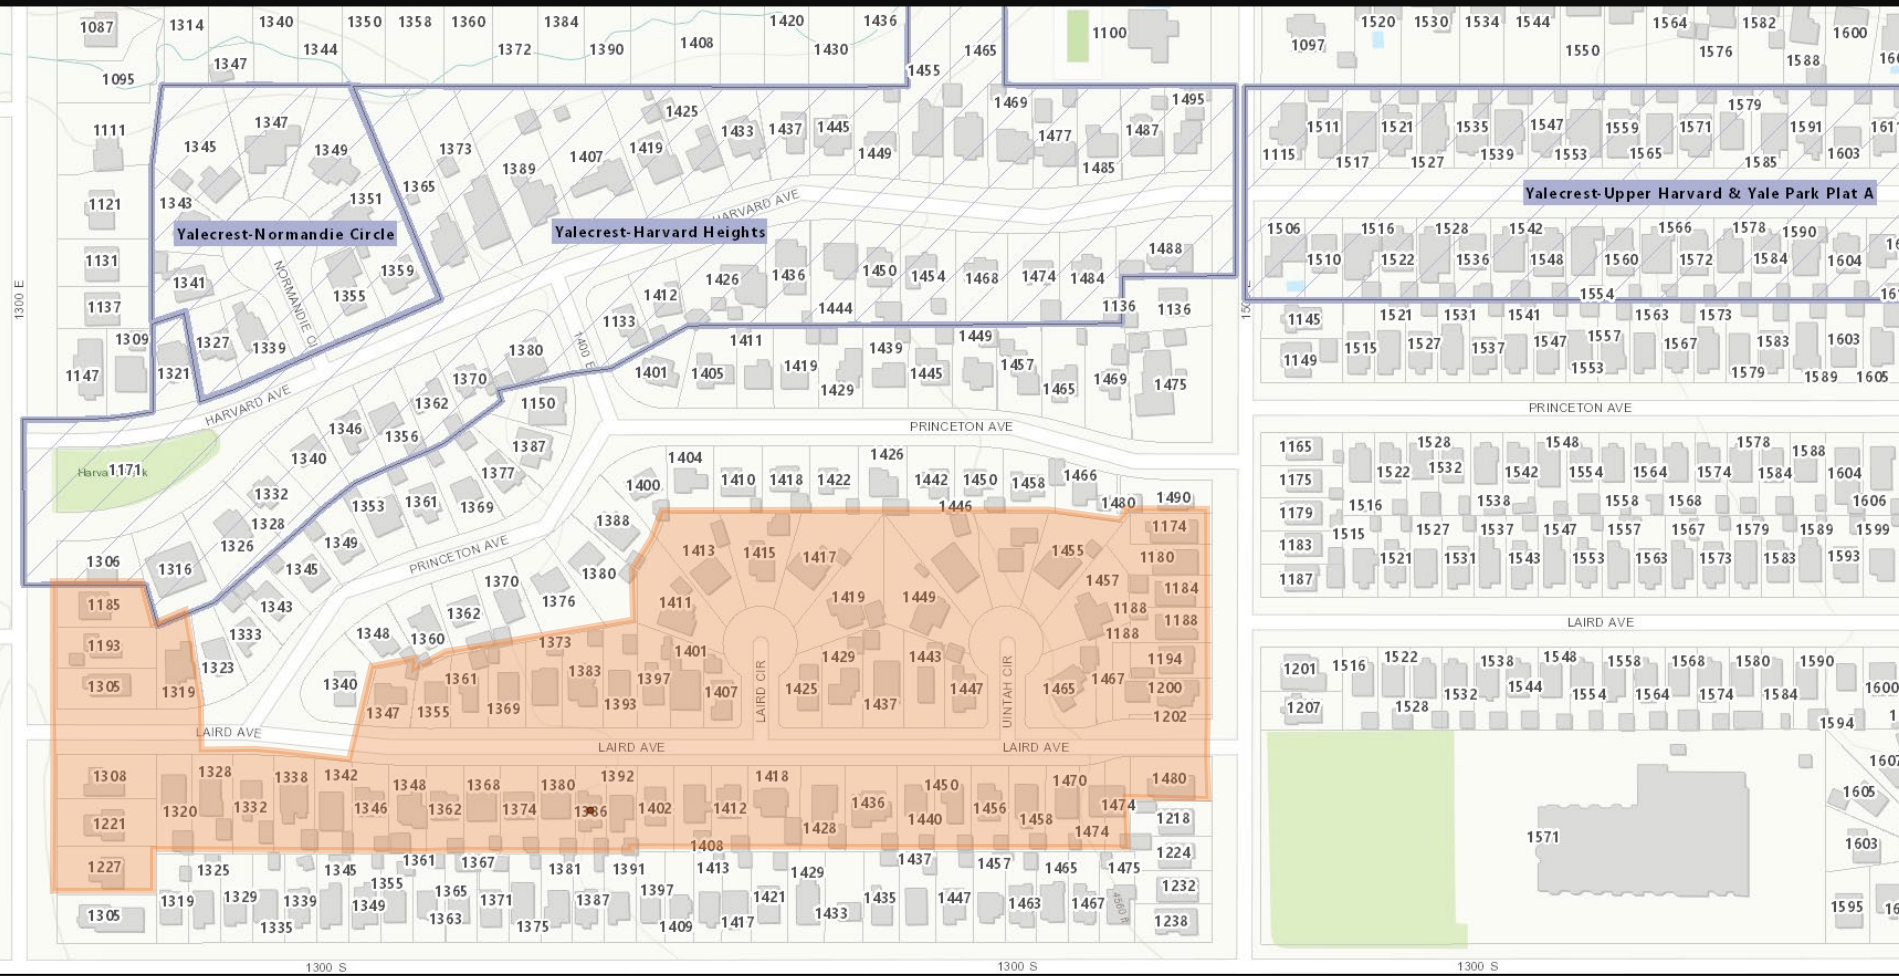 1087 1314 1340 1350 1358 1360 1384 1420 1436 1100 1097 1520 1530 1534 1544 1564 1582 1600
1344 1372 1390 1408 1430 1465 1550 1576
1095 1347 1455 1588
1111 1345 1347 1349 1373 1389 1407 1419 1425 1433 1437 1445 1449 1469 1477 1485 1487 1495
1115 1511 1517 1521 1527 1535 1539 1547 1553 1559 1565 1571 1579 1585 1591 1603
1121 1343 1351 1365
HARVARD AVE
Yalecrest-Upper Harvard & Yale Park Plat A
Yalecrest-Normandie Circle
Yalecrest-Harvard Heights
1131 1341 1355 1359 1426 1436 1444 1450 1454 1468 1474 1484 1488
1506 1510 1516 1522 1528 1536 1542 1548 1554 1560 1566 1572 1578 1584 1590 1604
1300 E
NORMANDIE CI
1137 1309 1327 1339 1133 1412 1136 1136
1400 E
1147 1321 1370 1380 1401 1405 1411 1419 1429 1439 1445 1449 1457 1465 1469 1475
1145 1149 1515 1521 1527 1531 1537 1541 1547 1553 1557 1563 1567 1573 1579 1583 1589 1603 1605
HARVARD AVE
1346 1356 1362 1150
PRINCETON AVE
PRINCETON AVE
1171 1340 1387 1377 1332 1328 1326 1353 1361 1369 1349
1400 1404 1410 1418 1422 1426 1442 1446 1450 1458 1466 1480 1490
1165 1175 1179 1183 1187 1516 1522 1528 1532 1538 1542 1548 1554 1558 1564 1568 1574 1578 1584 1588 1604 1606
1515 1521 1527 1531 1537 1543 1547 1553 1557 1563 1567 1573 1579 1583 1589 1593 1599
PRINCETON AVE
1306 1316 1345 1343 1333 1323 1388 1380 1376 1370 1362 1360 1348 1340
1185 1193 1305 1319
1413 1415 1417 1411 1419 1449 1455 1457 1174 1180 1184 1188 1188 1188 1194 1200 1202
LAIRD AVE
1347 1355 1361 1369 1373 1383 1393 1397 1401 1407 1425 1429 1437 1443 1447 1465 1467
LAIRD CIR
UINTAH CIR
1201 1207 1516 1522 1528 1532 1538 1544 1548 1554 1558 1564 1568 1574 1580 1584 1590 1594 1600
LAIRD AVE
LAIRD AVE
LAIRD AVE
1308 1320 1328 1332 1338 1342 1346 1348 1362 1368 1374 1380 1386 1392 1402 1408 1412 1418 1428 1436 1440 1450 1456 1458 1470 1474 1474 1480
1221 1227 1218 1224 1232 1238
1571 1607 1605 1603 1595
1305 1319 1325 1329 1335 1339 1345 1349 1355 1361 1363 1365 1367 1371 1375 1381 1387 1391 1397 1409 1413 1417 1421 1429 1433 1435 1437 1447 1457 1463 1465 1467 1475
1300 S
1300 S
1300 S